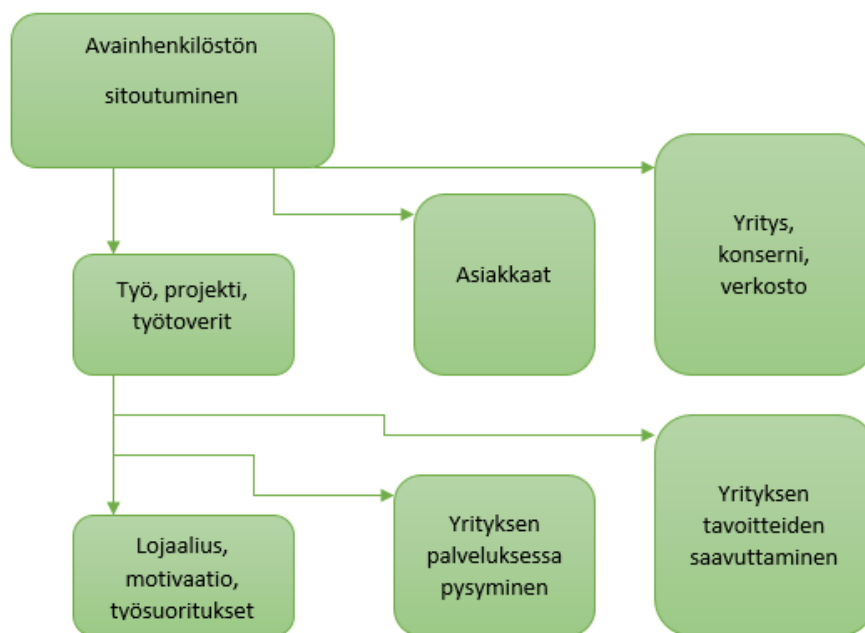 Avainhenkilöstön
sitoutuminen
Yritys,
konserni,
verkosto
Asiakkaat
Työ, projekti,
työtoverit
Yrityksen
tavoitteiden
saavuttaminen
Yrityksen
palveluksessa
pysyminen
Lojaalius,
motivaatio,
työsuoritukset